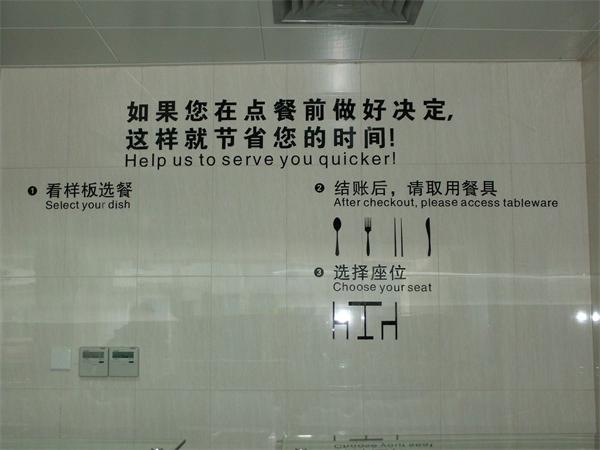 如果您在点餐前做好决定,
这样就节省您的时间!
Help us to serve you quicker!
❶ 看样板选餐
Select your dish
❷ 结账后，请取用餐具
After checkout, please access tableware
❸ 选择座位
Choose your seat
Choose your seat